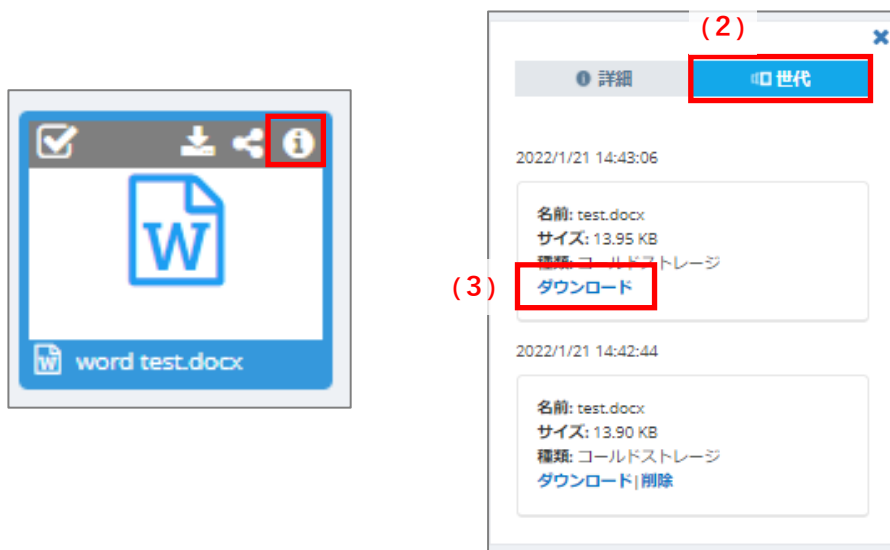 W
W word test.docx
(2)
詳細 世代
2022/1/21 14:43:06
名前: test.docx
サイズ: 13.95 KB
種類: コールドストレージ
(3)
ダウンロード
2022/1/21 14:42:44
名前: test.docx
サイズ: 13.90 KB
種類: コールドストレージ
ダウンロード|削除